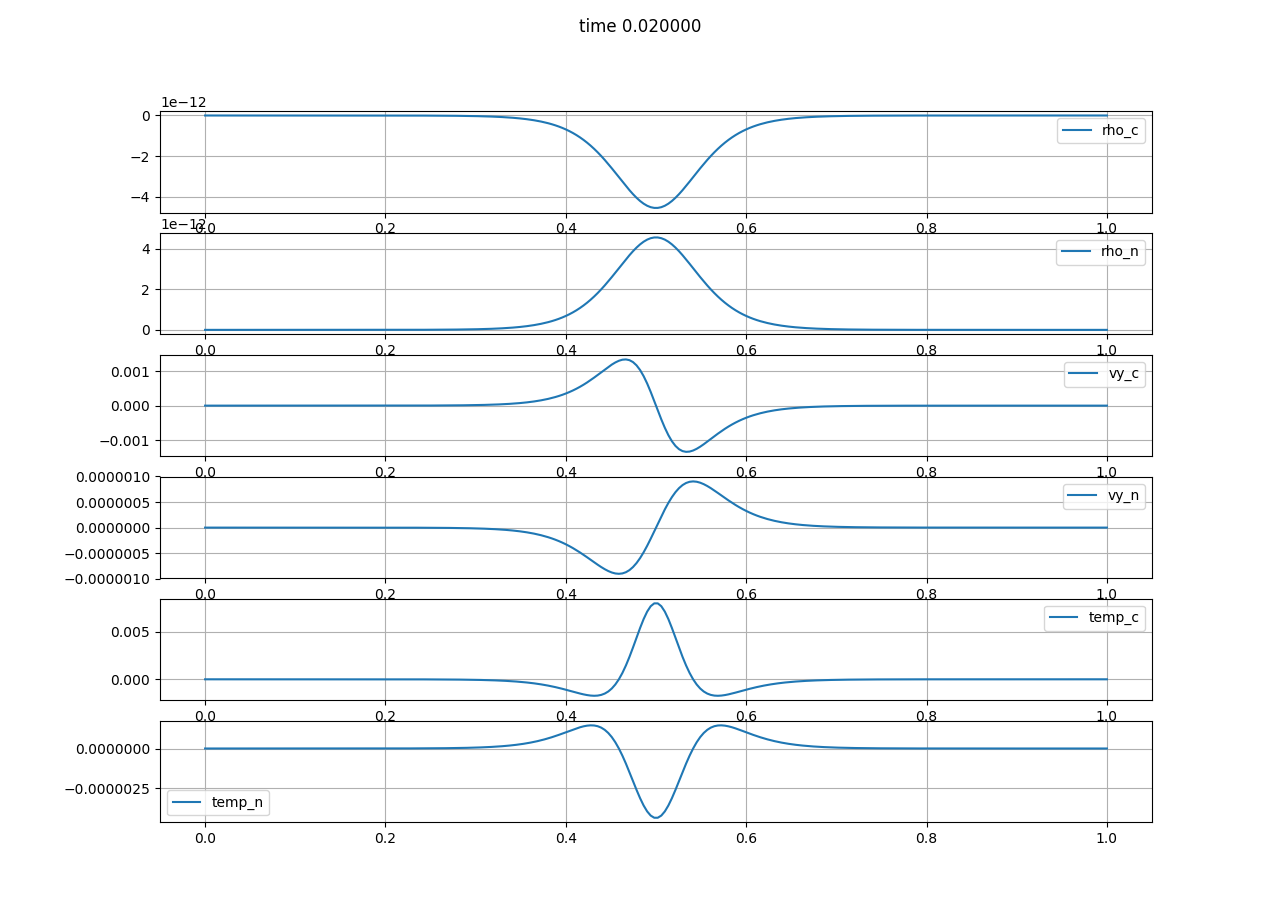 time 0.020000
1e−12
0
−2
−4
rho_c
0.0 0.2 0.4 0.6 0.8 1.0
1e−12
4
2
0
rho_n
0.0 0.2 0.4 0.6 0.8 1.0
0.001
0.000
−0.001
vy_c
0.0 0.2 0.4 0.6 0.8 1.0
0.0000010
0.0000005
0.0000000
−0.0000005
−0.0000010
vy_n
0.0 0.2 0.4 0.6 0.8 1.0
0.005
0.000
temp_c
0.0 0.2 0.4 0.6 0.8 1.0
0.0000000
−0.0000025
temp_n
0.0 0.2 0.4 0.6 0.8 1.0